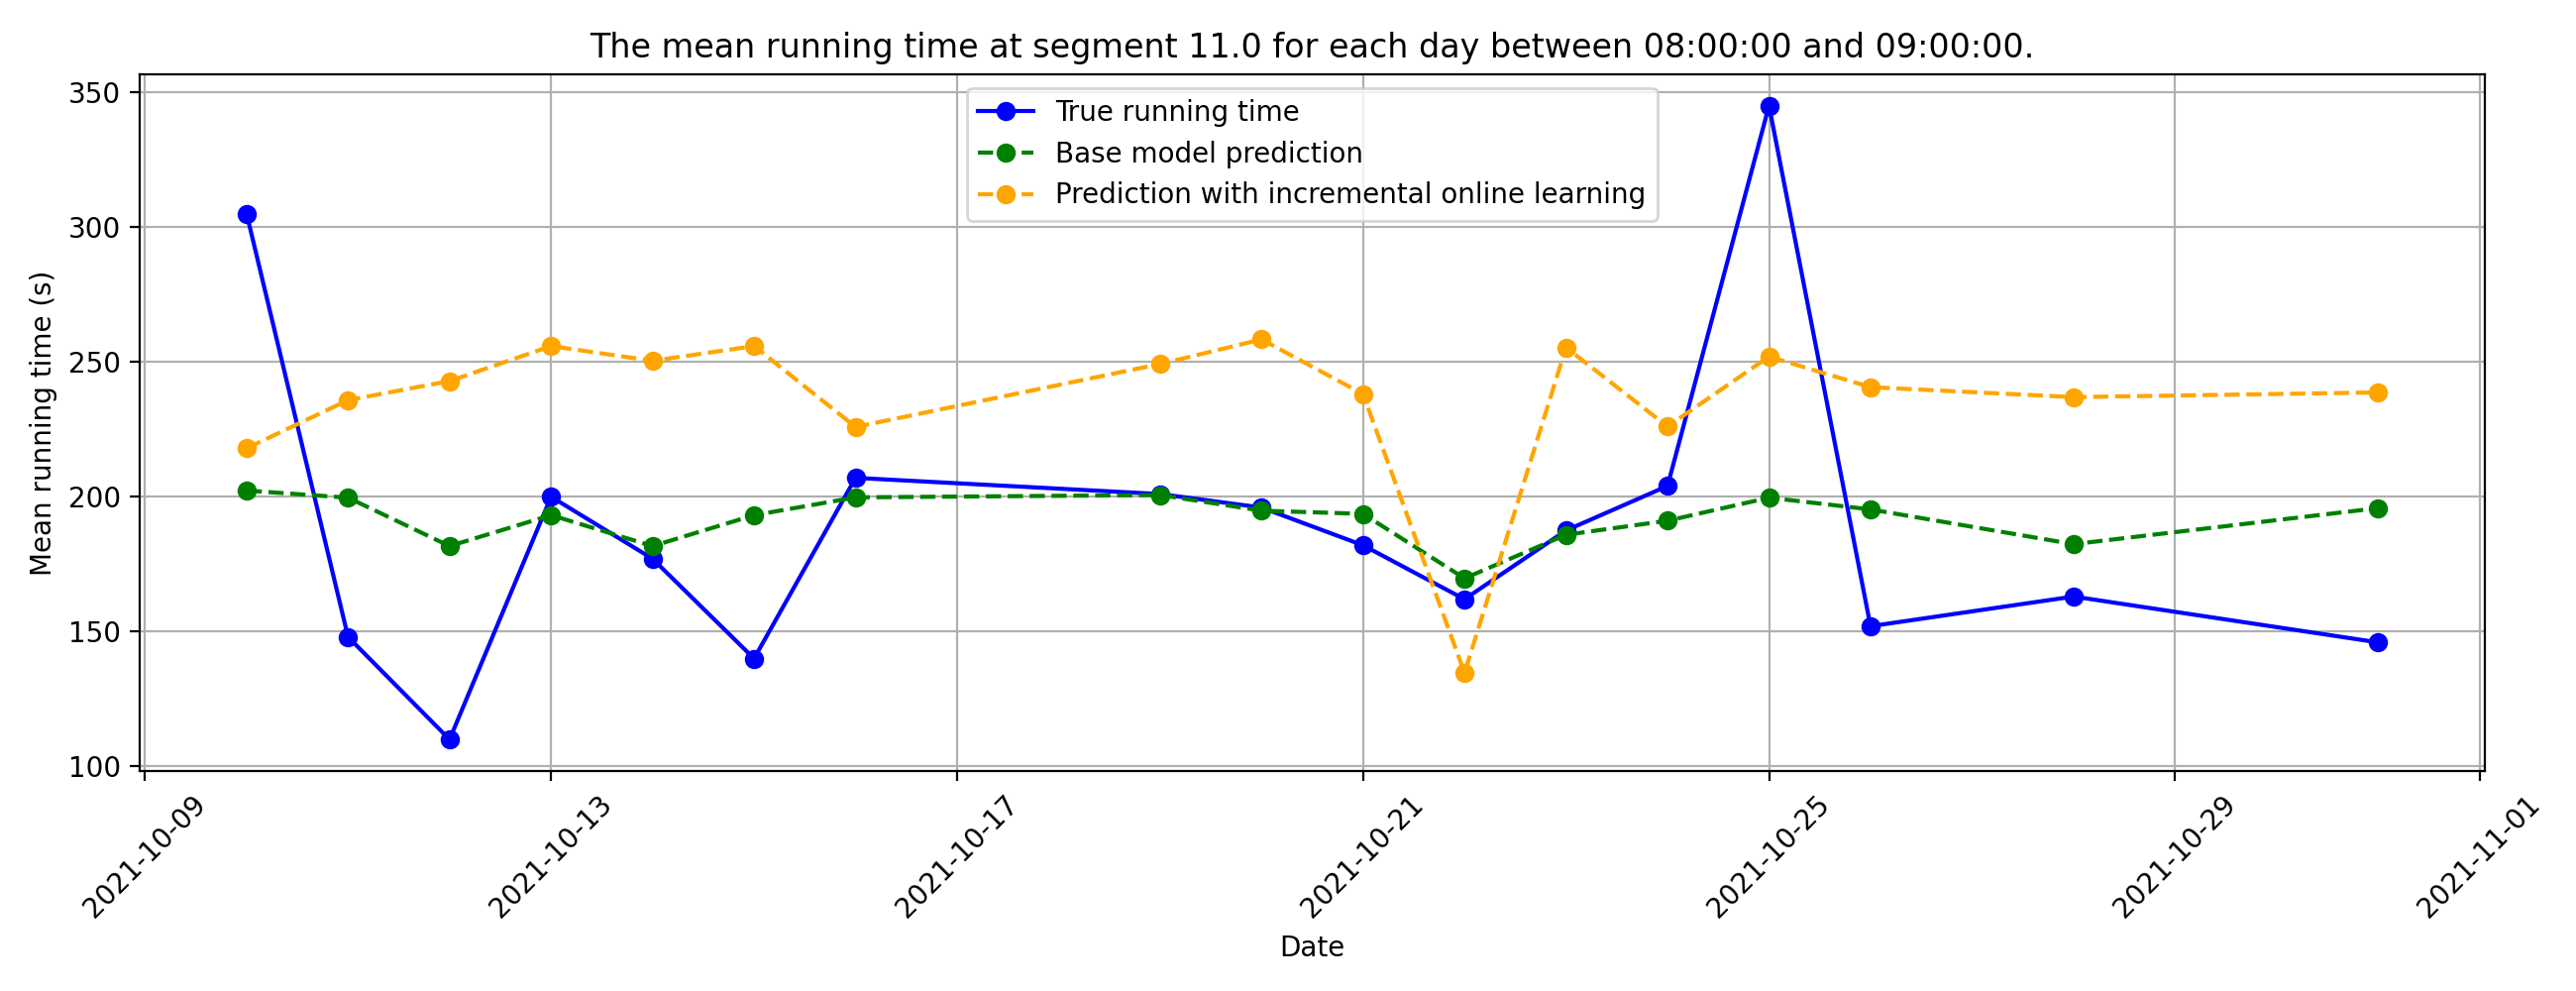 The mean running time at segment 11.0 for each day between 08:00:00 and 09:00:00.
True running time
Base model prediction
Prediction with incremental online learning
Mean running time (s)
350
300
250
200
150
100
2021-10-09
2021-10-13
2021-10-17
2021-10-21
2021-10-25
2021-10-29
2021-11-01
Date